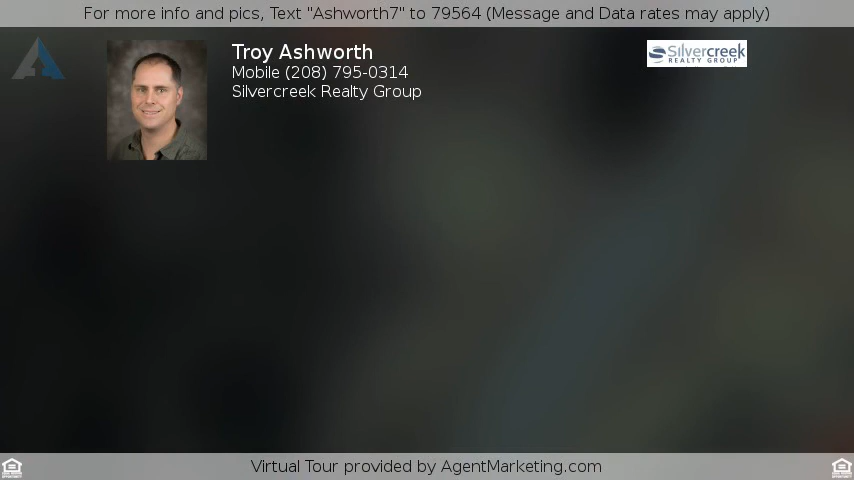 For more info and pics, Text "Ashworth7" to 79564 (Message and Data rates may apply)
Troy Ashworth
Mobile (208) 795-0314
Silvercreek Realty Group
Silvercreek
REALTY GROUP
Virtual Tour provided by AgentMarketing.com